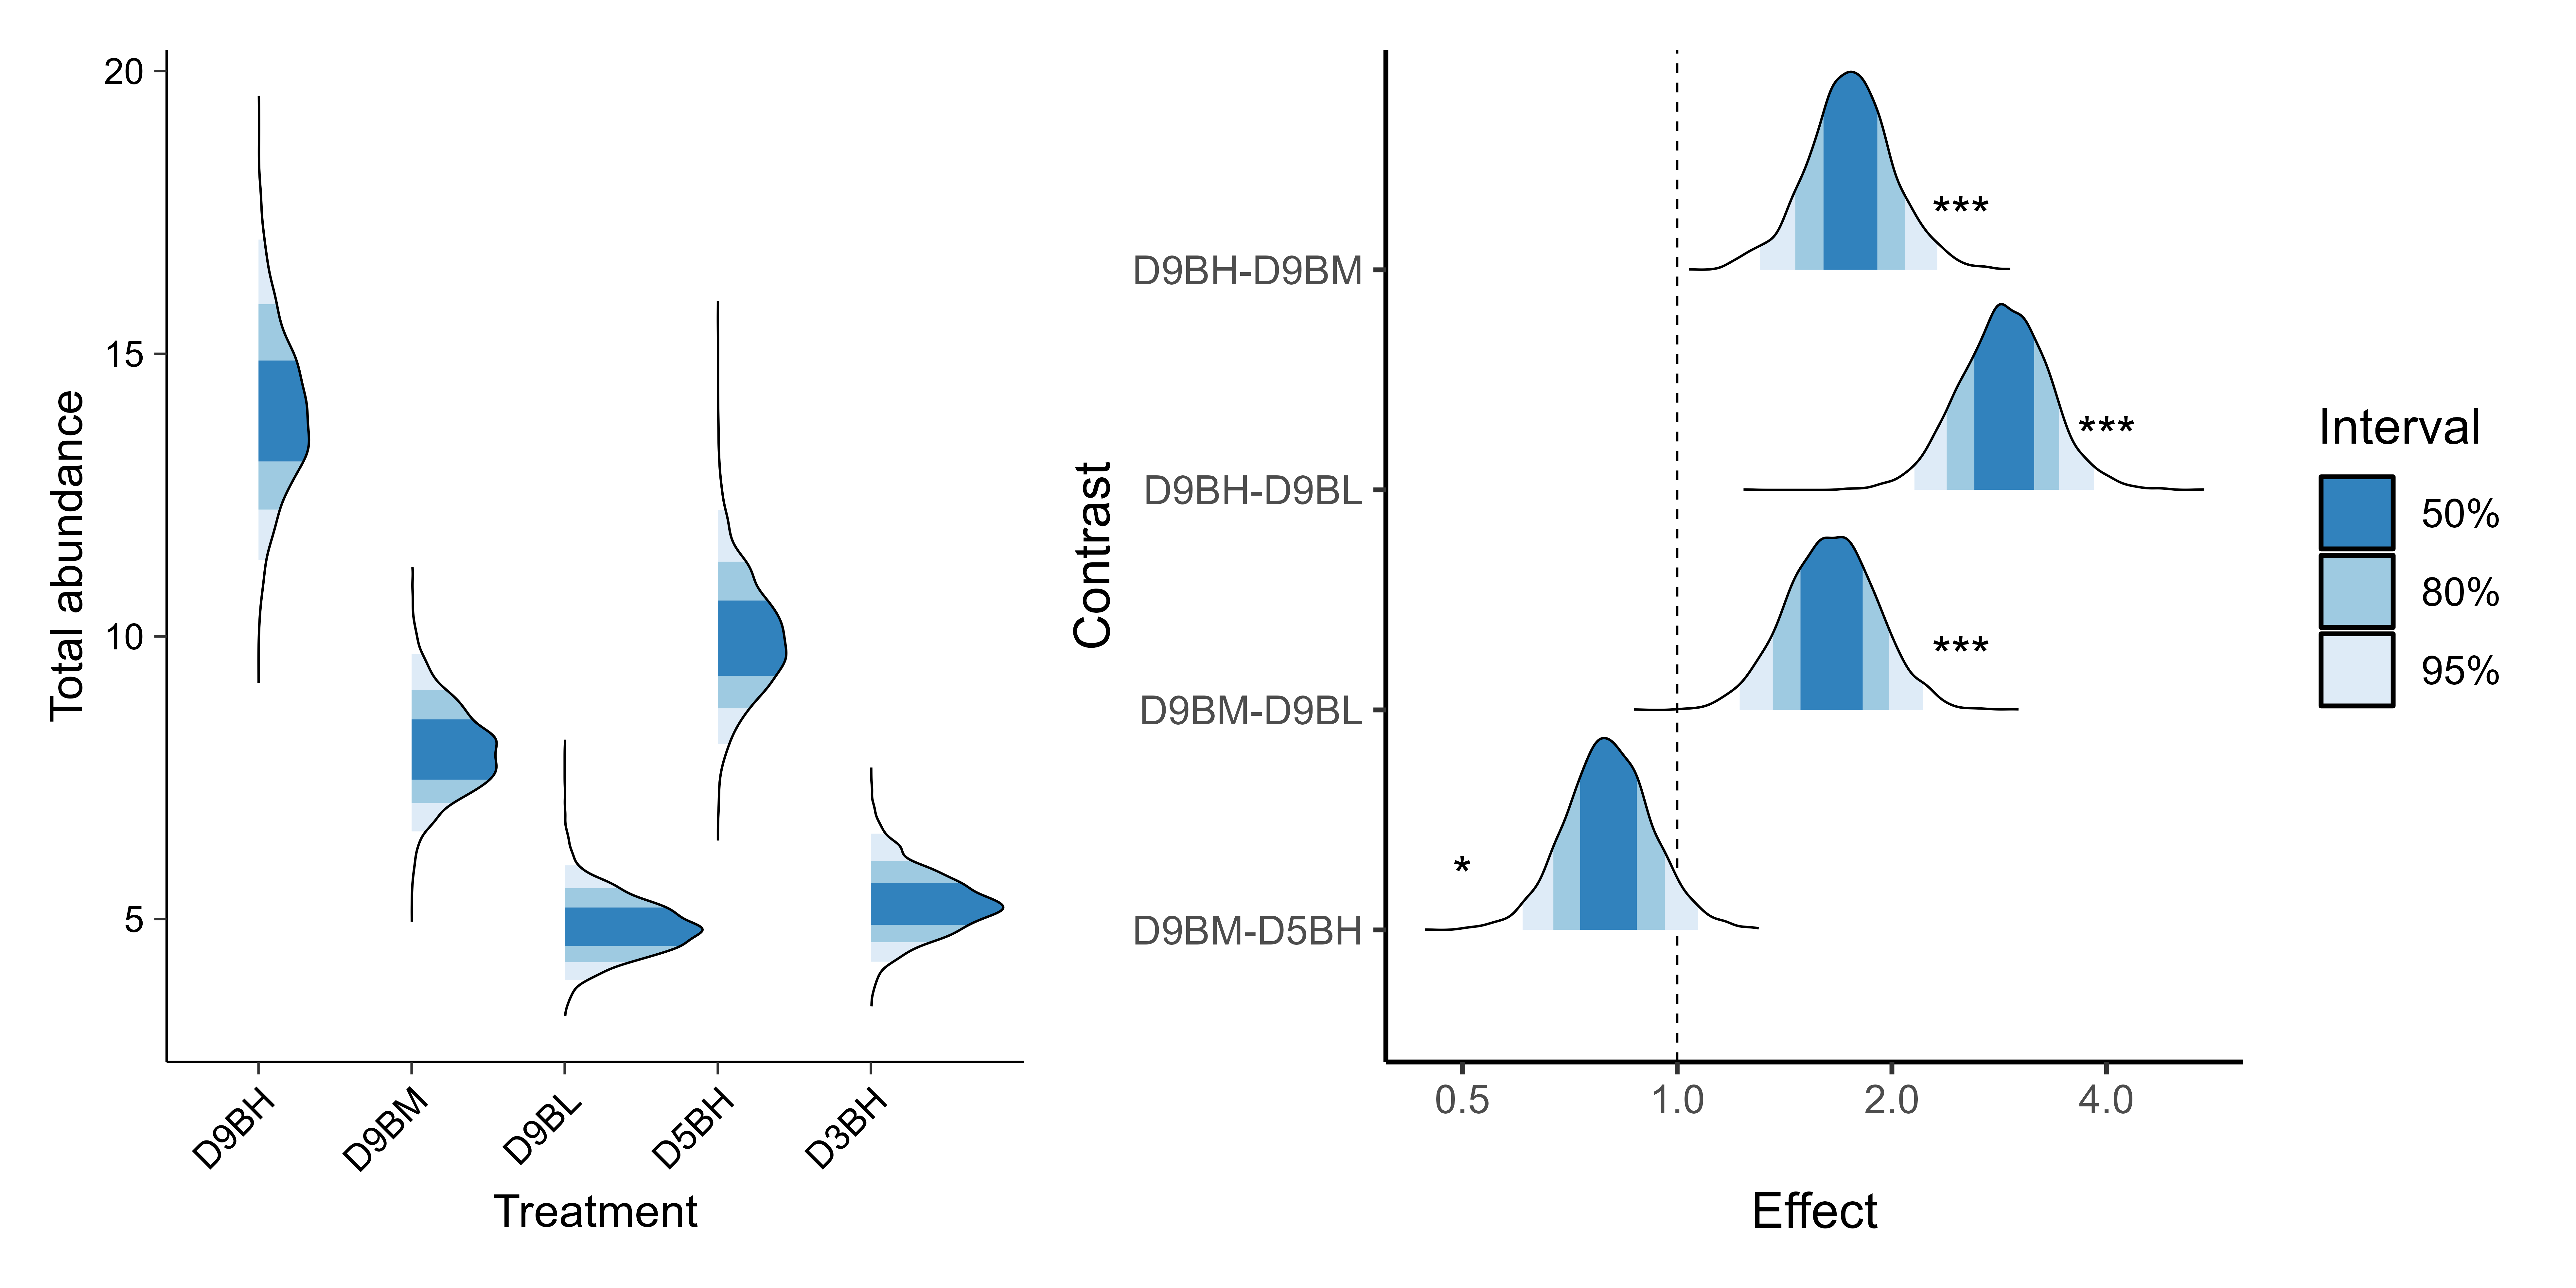 20
15
10
5
Total abundance
D9BH
D9BM
D9BL
D5BH
D3BH
Treatment
Contrast
D9BH-D9BM
D9BH-D9BL
D9BM-D9BL
D9BM-D5BH
***
***
***
*
0.5
1.0
2.0
4.0
Effect
Interval
50%
80%
95%